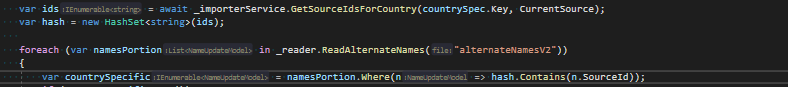 var ids:IEnumerable<string> = await _importerService.GetSourceIdsForCountry(countrySpec.Key, CurrentSource);
var hash = new HashSet<string>(ids);
foreach (var namesPortion:List<NameUpdateModel> in _reader.ReadAlternateNames(file:"alternateNamesV2"))
{
var countrySpecific:IEnumerable<NameUpdateModel> = namesPortion.Where(n:NameUpdateModel => hash.Contains(n.SourceId));